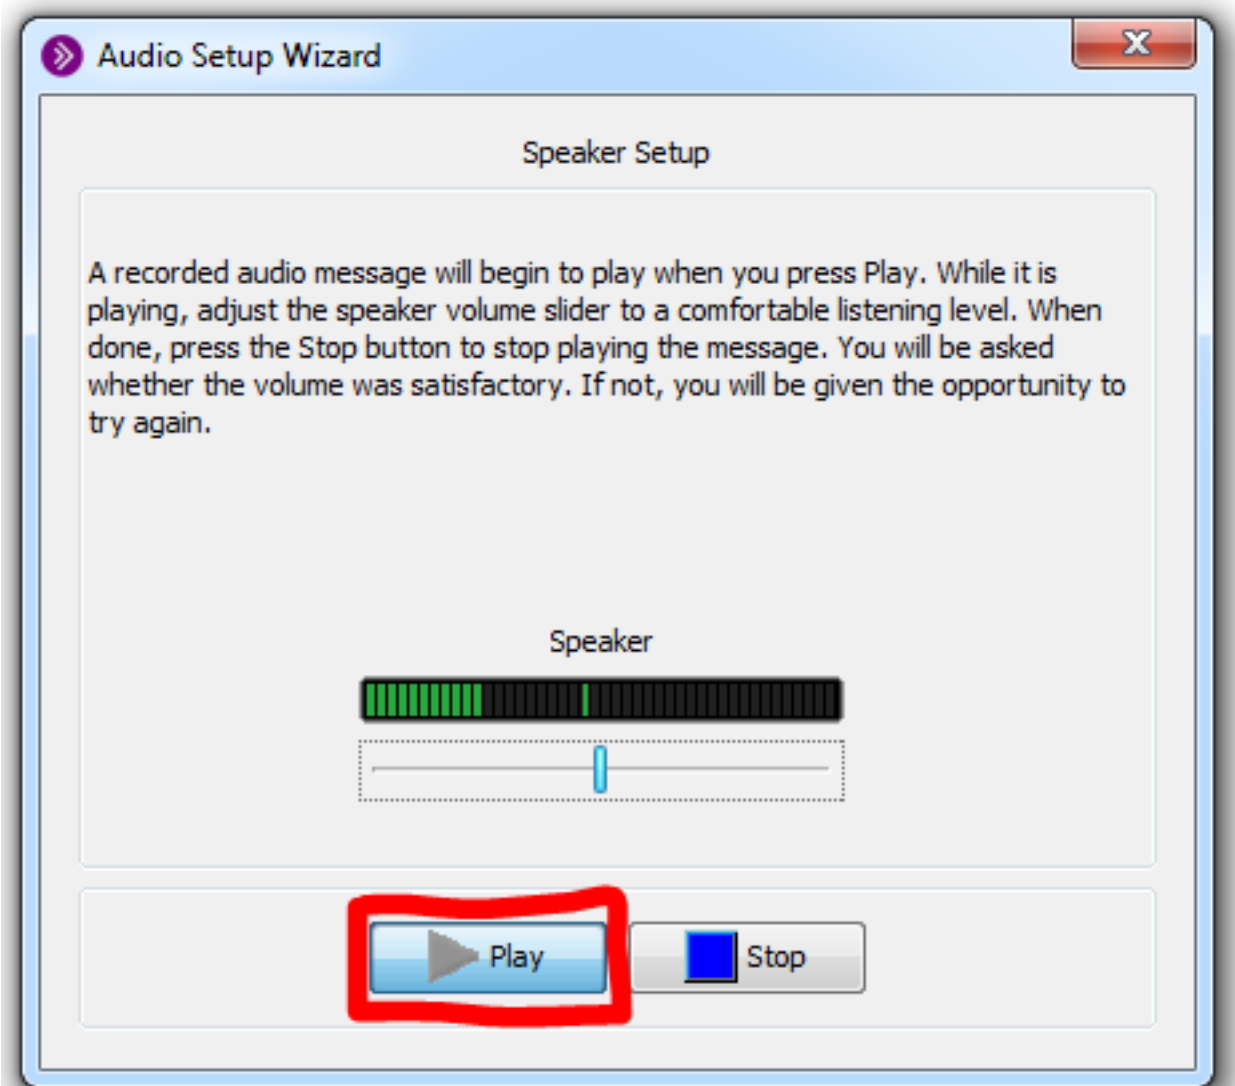 Audio Setup Wizard
Speaker Setup
A recorded audio message will begin to play when you press Play. While it is
playing, adjust the speaker volume slider to a comfortable listening level. When
done, press the Stop button to stop playing the message. You will be asked
whether the volume was satisfactory. If not, you will be given the opportunity to
try again.
Speaker
Play
Stop